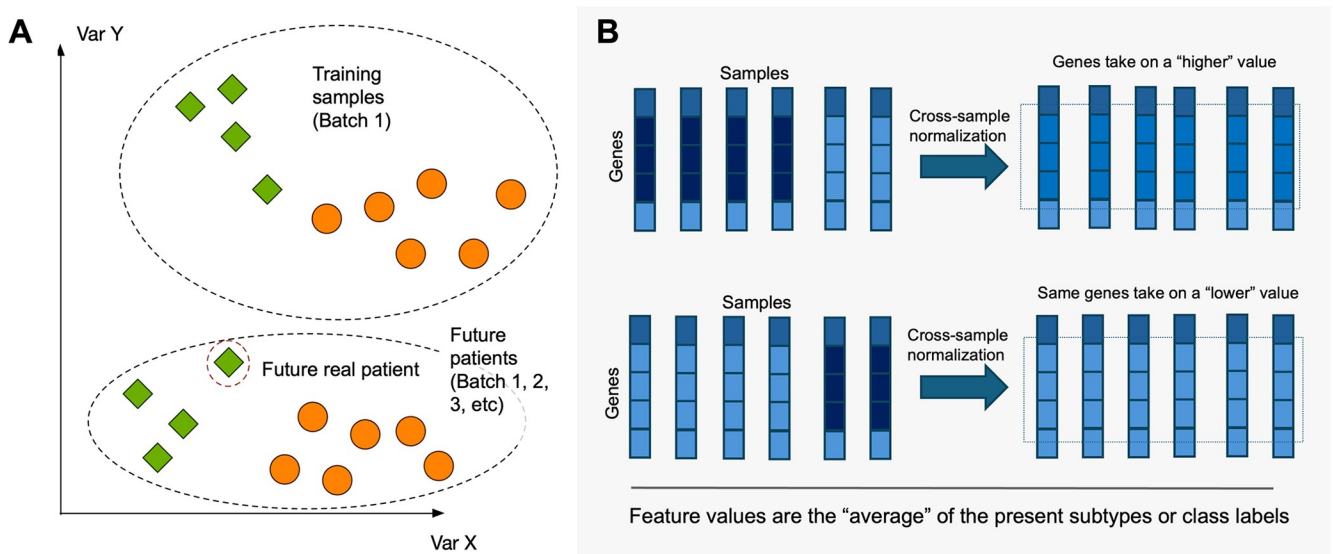 A
Var Y
Training
samples
(Batch 1)
Future
patients
(Batch 1, 2,
3, etc)
Future real patient
Var X
B
Samples
Genes
Cross-sample
normalization
Genes take on a “higher” value
Samples
Genes
Cross-sample
normalization
Same genes take on a “lower” value
Feature values are the “average” of the present subtypes or class labels